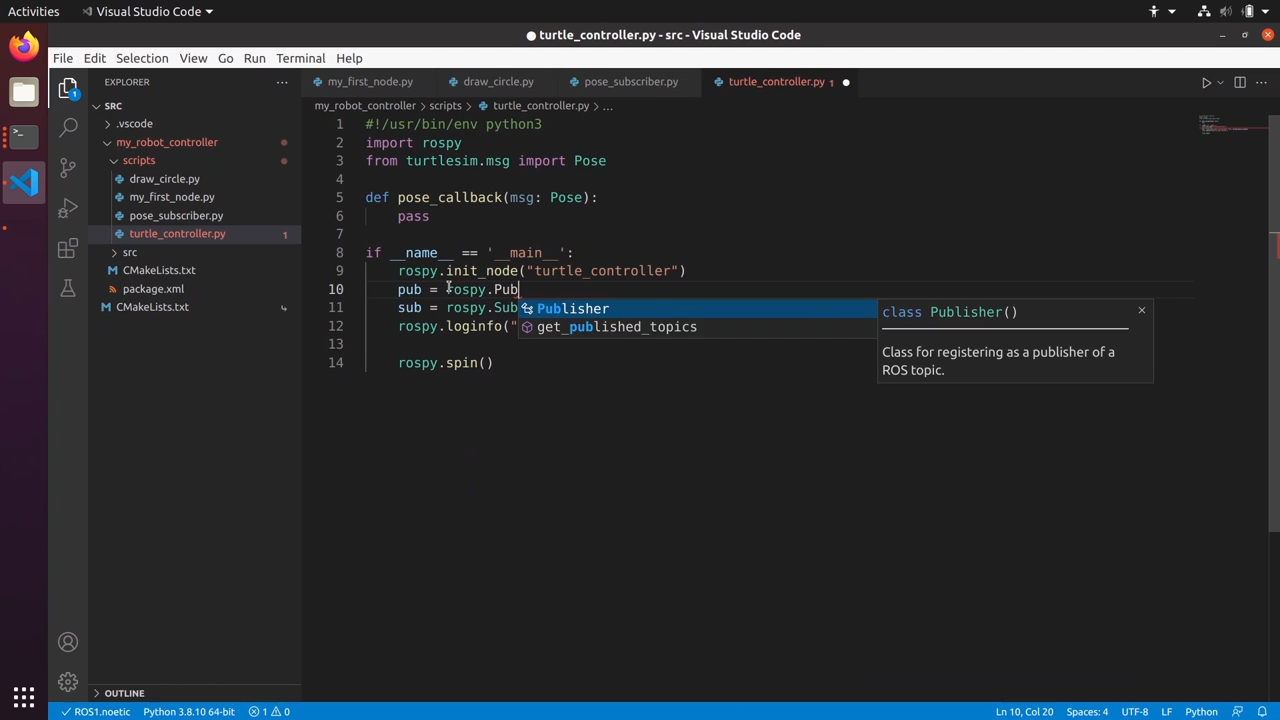 Activities
Visual Studio Code
turtle_controller.py - src - Visual Studio Code
File Edit Selection View Go Run Terminal Help
EXPLORER
my_first_node.py draw_circle.py pose_subscriber.py turtle_controller.py 1
1
SRC
my_robot_controller > scripts > turtle_controller.py > ...
.vscode
my_robot_controller
scripts
draw_circle.py
my_first_node.py
pose_subscriber.py
turtle_controller.py 1
src
CMakeLists.txt
package.xml
CMakeLists.txt
1 #!/usr/bin/env python3
2 import rospy
3 from turtlesim.msg import Pose
4
5 def pose_callback(msg: Pose):
6 pass
7
8 if __name__ == '__main__':
9 rospy.init_node("turtle_controller")
10 pub = rospy.Pub
11 sub = rospy.Sub
12 rospy.loginfo("
13
14 rospy.spin()
Publisher
get_published_topics
class Publisher()
Class for registering as a publisher of a
ROS topic.
OUTLINE
ROS1.noetic Python 3.8.10 64-bit 1 0 Ln 10, Col 20 Spaces: 4 UTF-8 LF Python